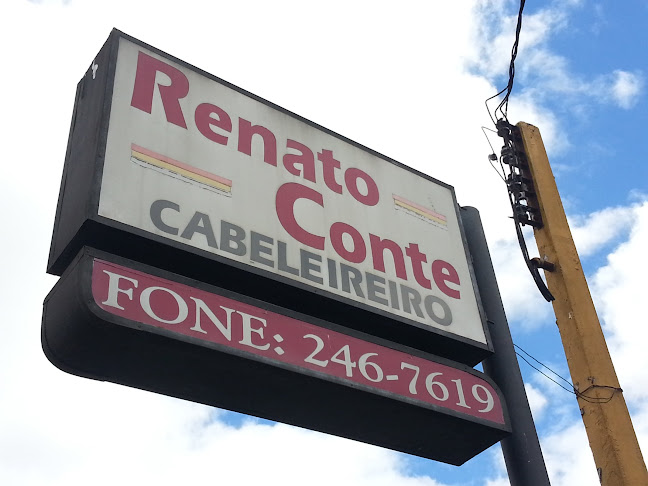 Renato
Conte
CABELEIREIRO
FONE: 246-7619